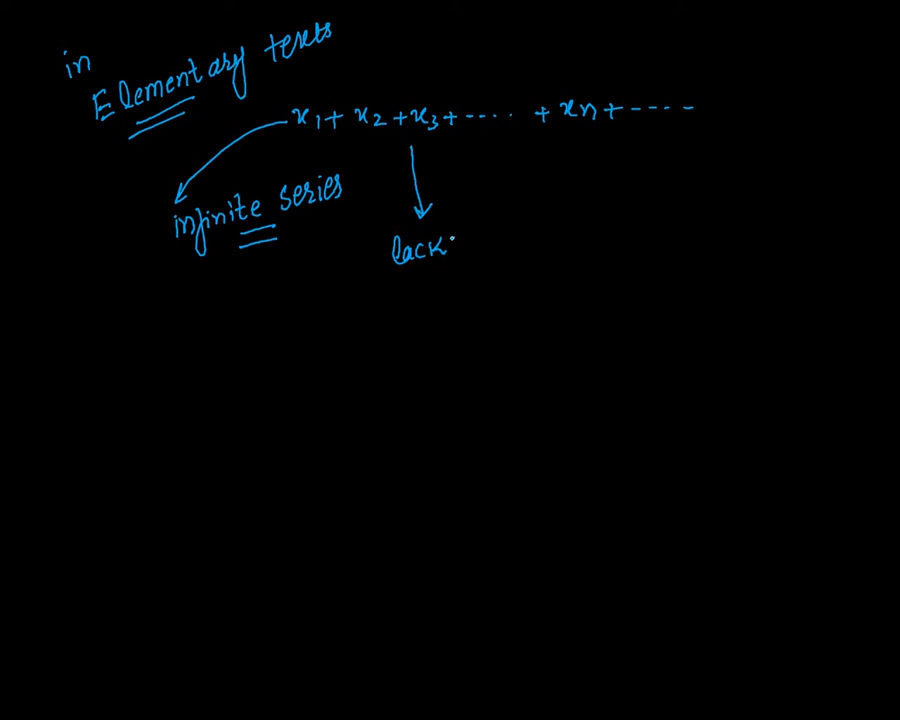 in
Elementary texts
x₁ + x₂ + x₃ + ---- + xn + ----
infinite series
lack